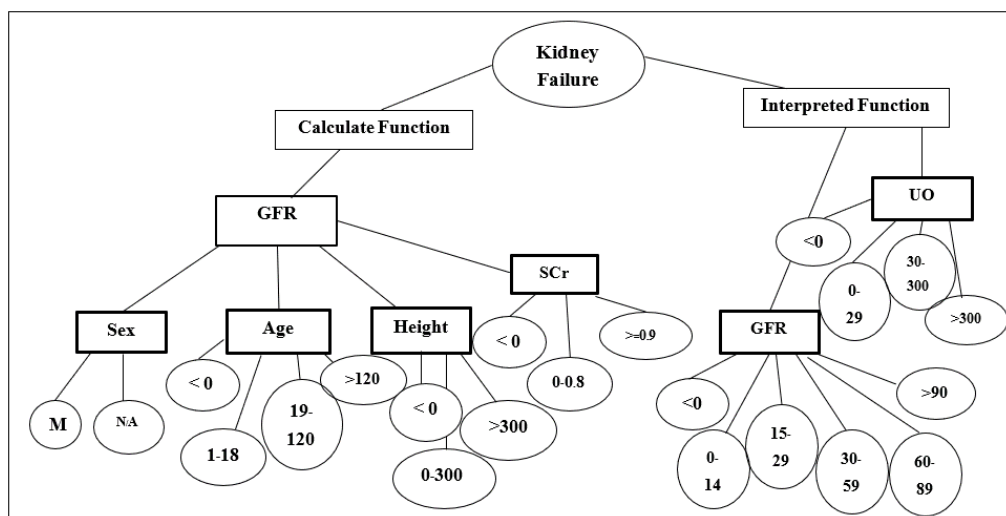 Kidney
Failure
Calculate Function
Interpreted Function
GFR
UO
<0
0-
29
30-
300
>300
SCr
< 0
0-0.8
>=0.9
Sex
Age
Height
GFR
M
N/A
< 0
1-18
19-
120
>120
< 0
0-300
>300
<0
0-
14
15-
29
30-
59
60-
89
>90